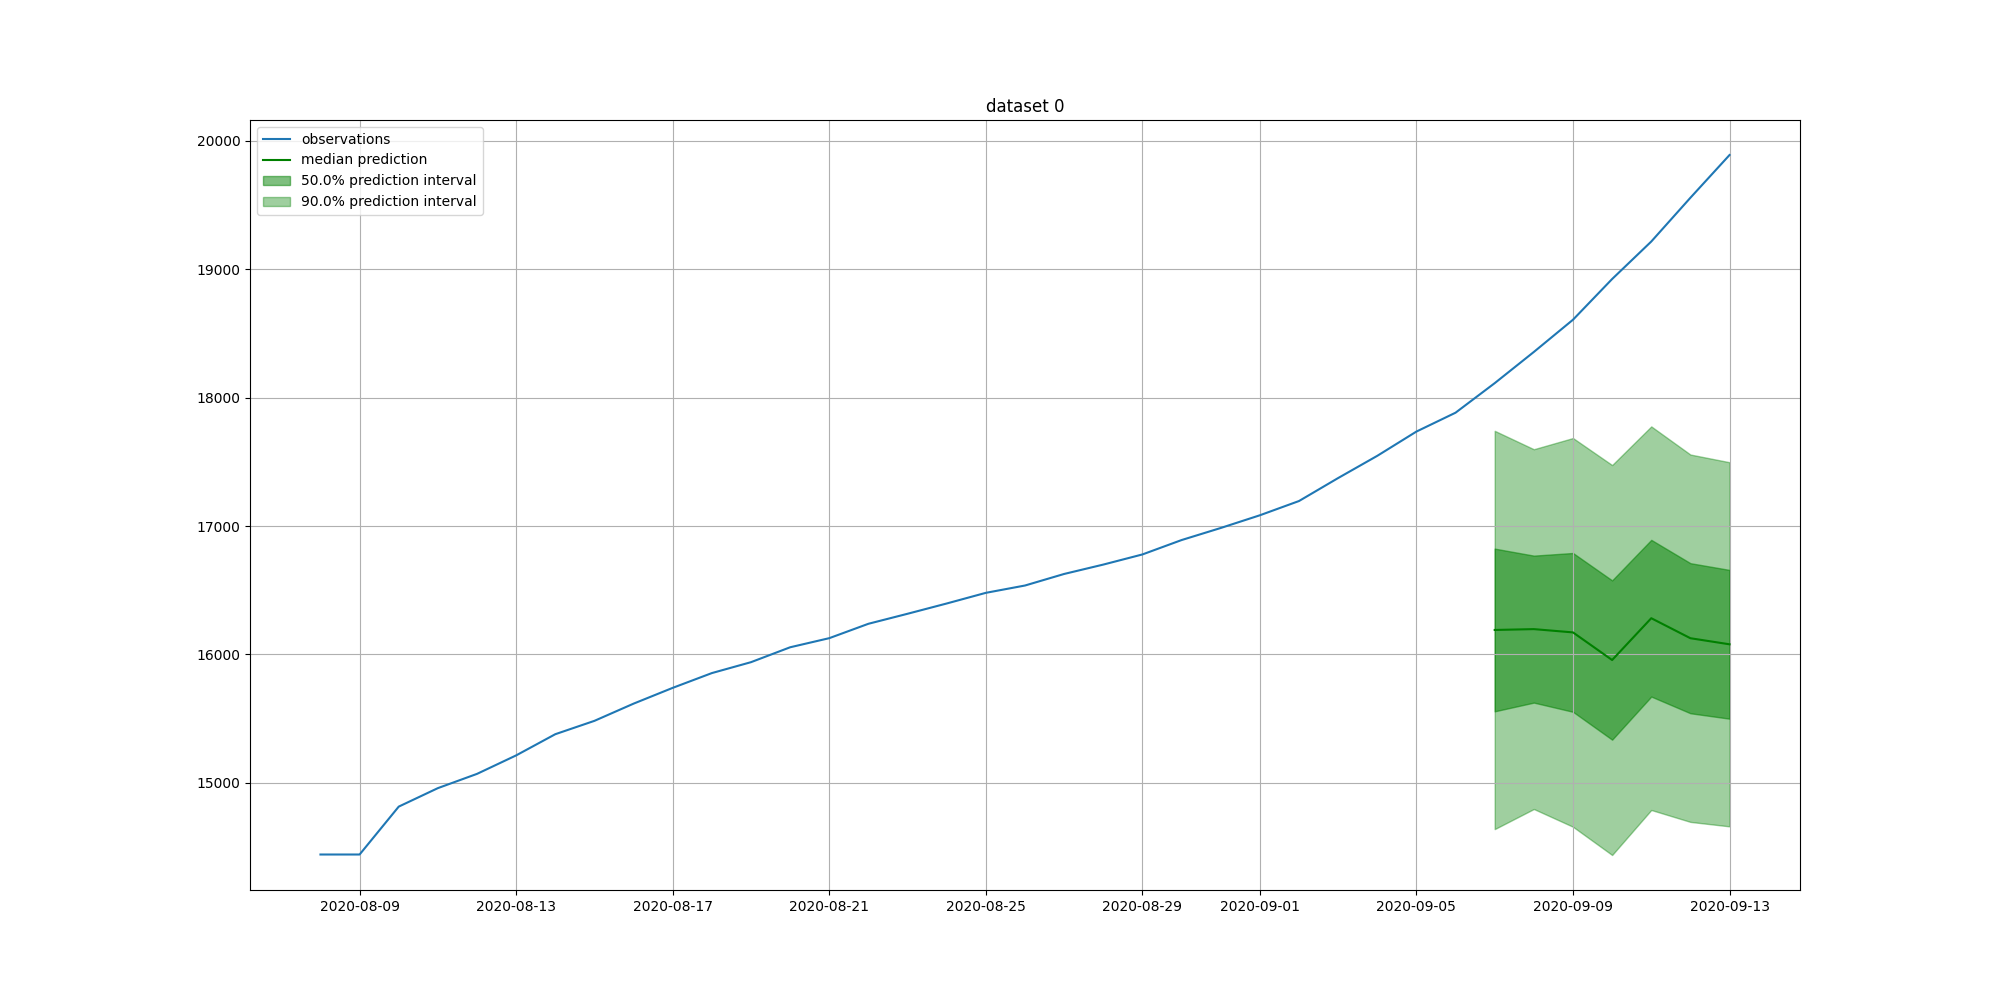 dataset 0
observations
median prediction
50.0% prediction interval
90.0% prediction interval
20000
19000
18000
17000
16000
15000
2020-08-09 2020-08-13 2020-08-17 2020-08-21 2020-08-25 2020-08-29 2020-09-01 2020-09-05 2020-09-09 2020-09-13